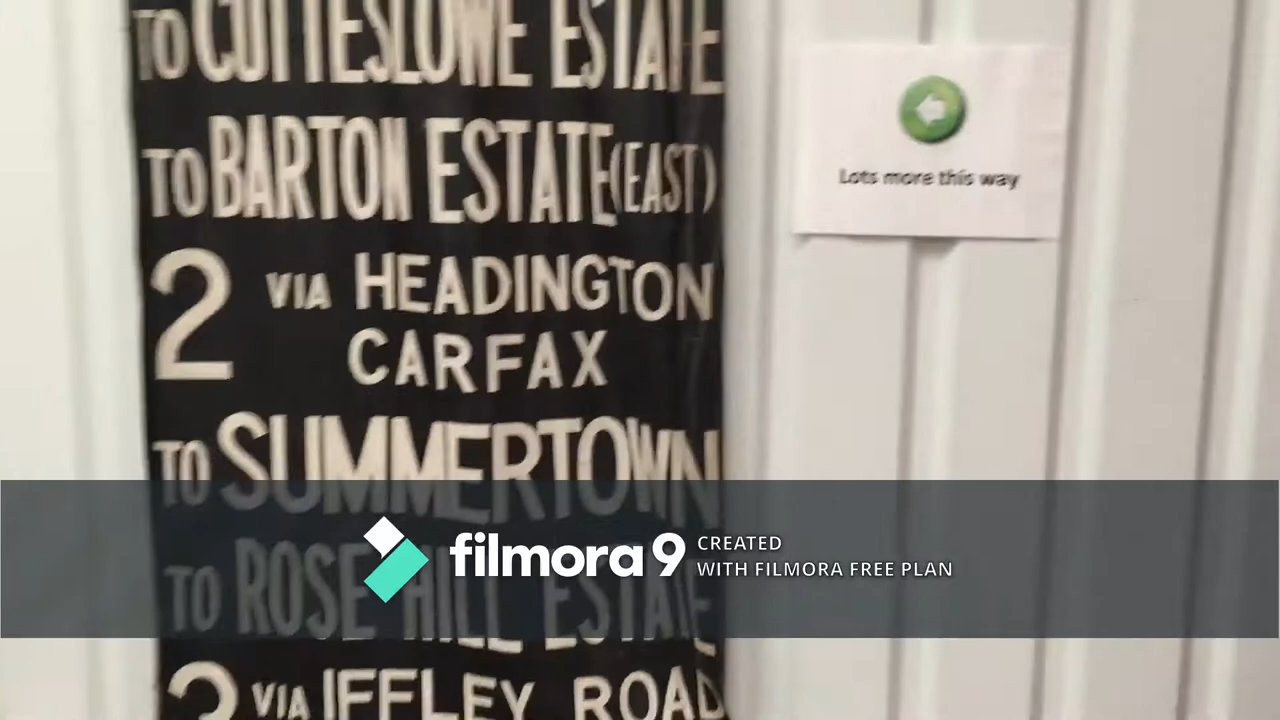 TO CUTTESLOWE ESTATE
TO BARTON ESTATE (EAST)
2 VIA HEADINGTON
CARFAX
TO SUMMERTOWN
TO ROSE HILL ESTATE
VIA IFFLEY ROAD
Lots more this way
filmora9 CREATED
WITH FILMORA FREE PLAN